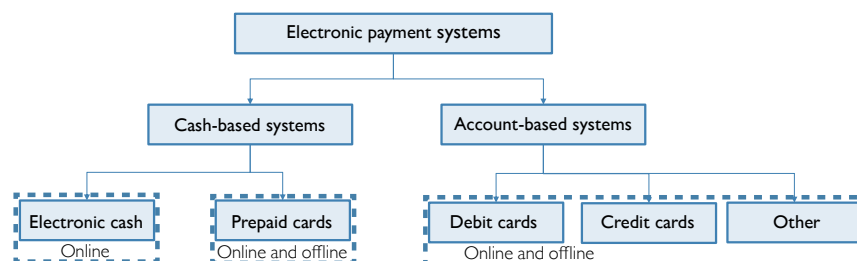 Electronic payment systems
Cash-based systems
Account-based systems
Electronic cash
Prepaid cards
Debit cards
Credit cards
Other
Online
Online and offline
Online and offline